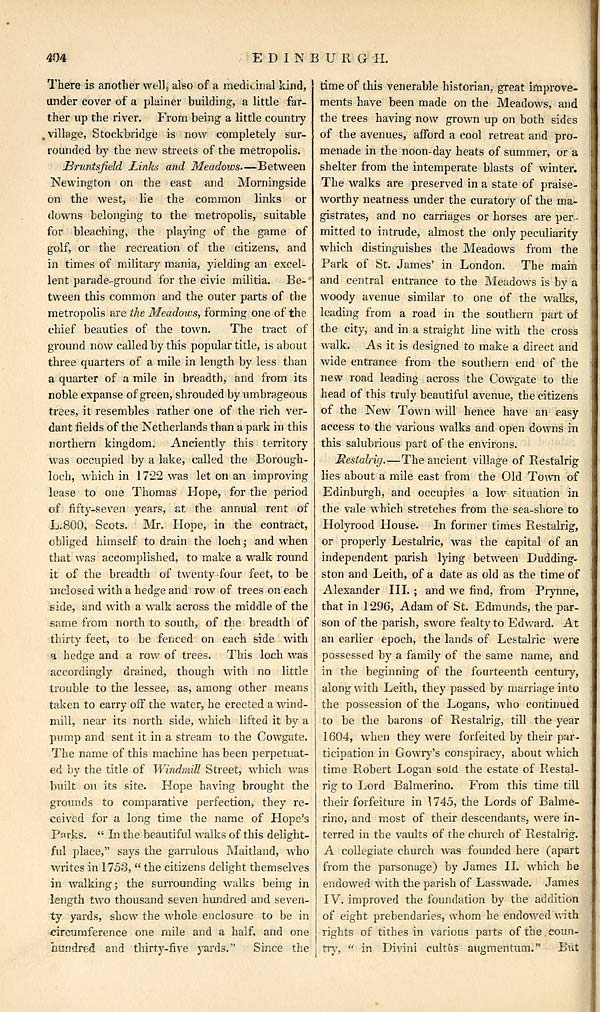 404
EDINBURGH.
There is another well, also of a medicinal kind,
under cover of a plainer building, a little far-
ther up the river. From being a little country
village, Stockbridge is now completely sur-
rounded by the new streets of the metropolis.
Bruntsfield Links and Meadows.—Between
Newington on the east and Morningside
on the west, lie the common links or
downs belonging to the metropolis, suitable
for bleaching, the playing of the game of
golf, or the recreation of the citizens, and
in times of military mania, yielding an excel-
lent parade-ground for the civic militia. Be-
tween this common and the outer parts of the
metropolis are the Meadows, forming one of the
chief beauties of the town. The tract of
ground now called by this popular title, is about
three quarters of a mile in length by less than
a quarter of a mile in breadth, and from its
noble expanse of green, shrouded by umbrageous
trees, it resembles rather one of the rich ver-
dant fields of the Netherlands than a park in this
northern kingdom. Anciently this territory
was occupied by a lake, called the Borough-
loch, which in 1722 was let on an improving
lease to one Thomas Hope, for the period
of fifty-seven years, at the annual rent of
L.800, Scots. Mr. Hope, in the contract,
obliged himself to drain the loch; and when
that was accomplished, to make a walk round
it of the breadth of twenty-four feet, to be
inclosed with a hedge and row of trees on each
side, and with a walk across the middle of the
same from north to south, of the breadth of
thirty feet, to be fenced on each side with
a hedge and a row of trees. This loch was
accordingly drained, though with no little
trouble to the lessee, as, among other means
taken to carry off the water, he erected a wind-
mill, near its north side, which lifted it by a
pump and sent it in a stream to the Cowgate.
The name of this machine has been perpetuat-
ed by the title of Windmill Street, which was
built on its site. Hope having brought the
grounds to comparative perfection, they re-
ceived for a long time the name of Hope's
Parks. “ In the beautiful walks of this delight-
ful place,” says the garrulous Maitland, who
writes in 1753, “ the citizens delight themselves
in walking; the surrounding walks being in
length two thousand seven hundred and seven-
ty yards, show the whole enclosure to be in
circumference one mile and a half, and one
hundred and thirty-five yards.” Since the
time of this venerable historian, great improve-
ments have been made on the Meadows, and
the trees having now grown up on both sides
of the avenues, afford a cool retreat and pro-
menade in the noon-day heats of summer, or a
shelter from the intemperate blasts of winter.
The walks are preserved in a state of praise-
worthy neatness under the curatory of the ma-
gistrates, and no carriages or horses are per-
mitted to intrude, almost the only peculiarity
which distinguishes the Meadows from the
Park of St. James' in London. The main
and central entrance to the Meadows is by a
woody avenue similar to one of the walks,
leading from a road in the southern part of
the city, and in a straight line with the cross
walk. As it is designed to make a direct and
wide entrance from the southern end of the
new road leading across the Cowgate to the
head of this truly beautiful avenue, the citizens
of the New Town will hence have an easy
access to the various walks and open downs in
this salubrious part of the environs.
Restalrig.—The ancient village of Restalrig
lies about a mile east from the Old Town of
Edinburgh, and occupies a low situation in
the vale which stretches from the sea-shore to
Holyrood House. In former times Restalrig,
or properly Lestalric, was the capital of an
independent parish lying between Dudding-
ston and Leith, of a date as old as the time of
Alexander III. ; and we find, from Prynne,
that in 1296, Adam of St. Edmunds, the par-
son of the parish, swore fealty to Edward. At
an earlier epoch, the lands of Lestalric were
possessed by a family of the same name, and
in the beginning of the fourteenth century,
along with Leith, they passed by marriage into
the possession of the Logans, who continued
to be the barons of Restalrig, till the year
1604, when they were forfeited by their par-
ticipation in Gowry's conspiracy, about which
time Robert Logan sold the estate of Restal-
rig to Lord Balmerino. From this time till
their forfeiture in 1745, the Lords of Balme-
rino, and most of their descendants, were in-
terred in the vaults of the church of Restalrig.
A collegiate church was founded here (apart
from the parsonage) by James II. which he
endowed with the parish of Lasswade. James
IV. improved the foundation by the addition
of eight prebendaries, whom he endowed with
rights of tithes in various parts of the coun-
try, “ in Divini cultûs augmentum.” But